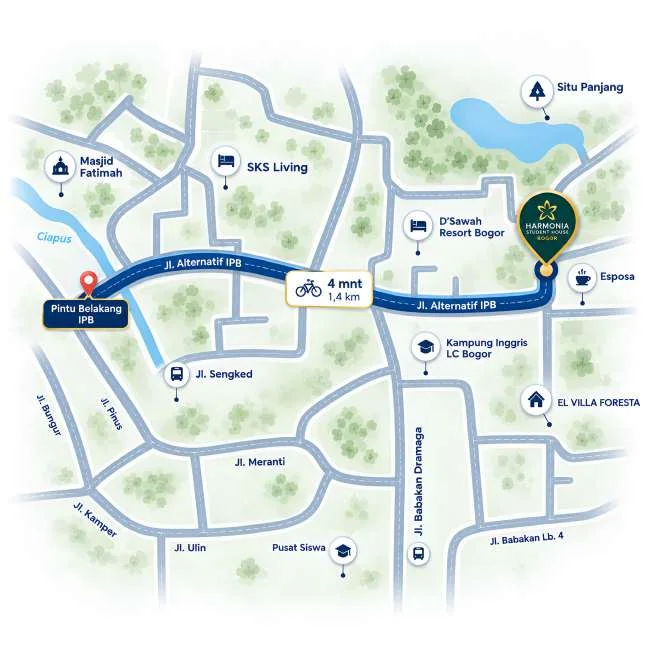 Situ Panjang
Masjid
Fatimah
SKS Living
HARMONIA
STUDENT HOUSE
BOGOR
D'Sawah
Resort Bogor
Ciapus
Jl. Alternatif IPB
Esposa
4 mnt
1,4 km
Jl. Alternatif IPB
Pintu Belakang
IPB
Kampung Inggris
LC Bogor
Jl. Sengked
EL VILLA FORESTA
Jl. Bungur
Jl. Pinus
Jl. Meranti
Jl. Babakan Dramaga
Jl. Kamper
Jl. Ulin
Pusat Siswa
Jl. Babakan Lb. 4